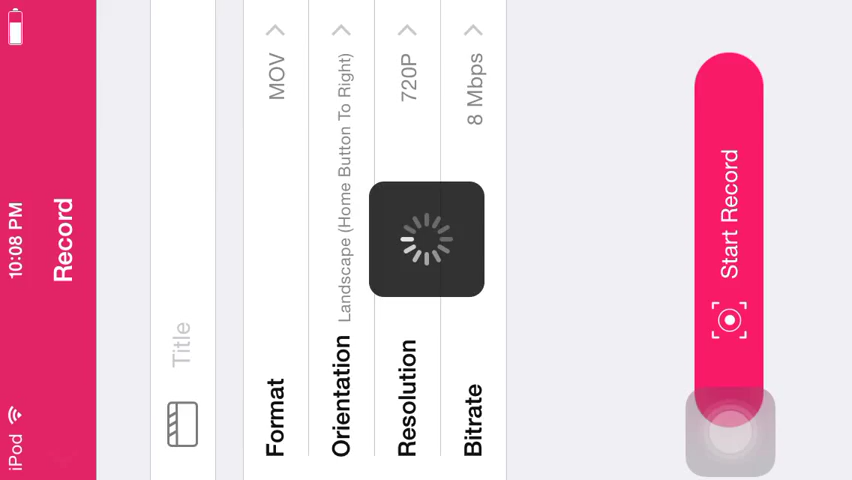 iPod 10:08 PM
Record
Title
Format MOV
Orientation Landscape (Home Button To Right)
Resolution 720P
Bitrate 8 Mbps
Start Record